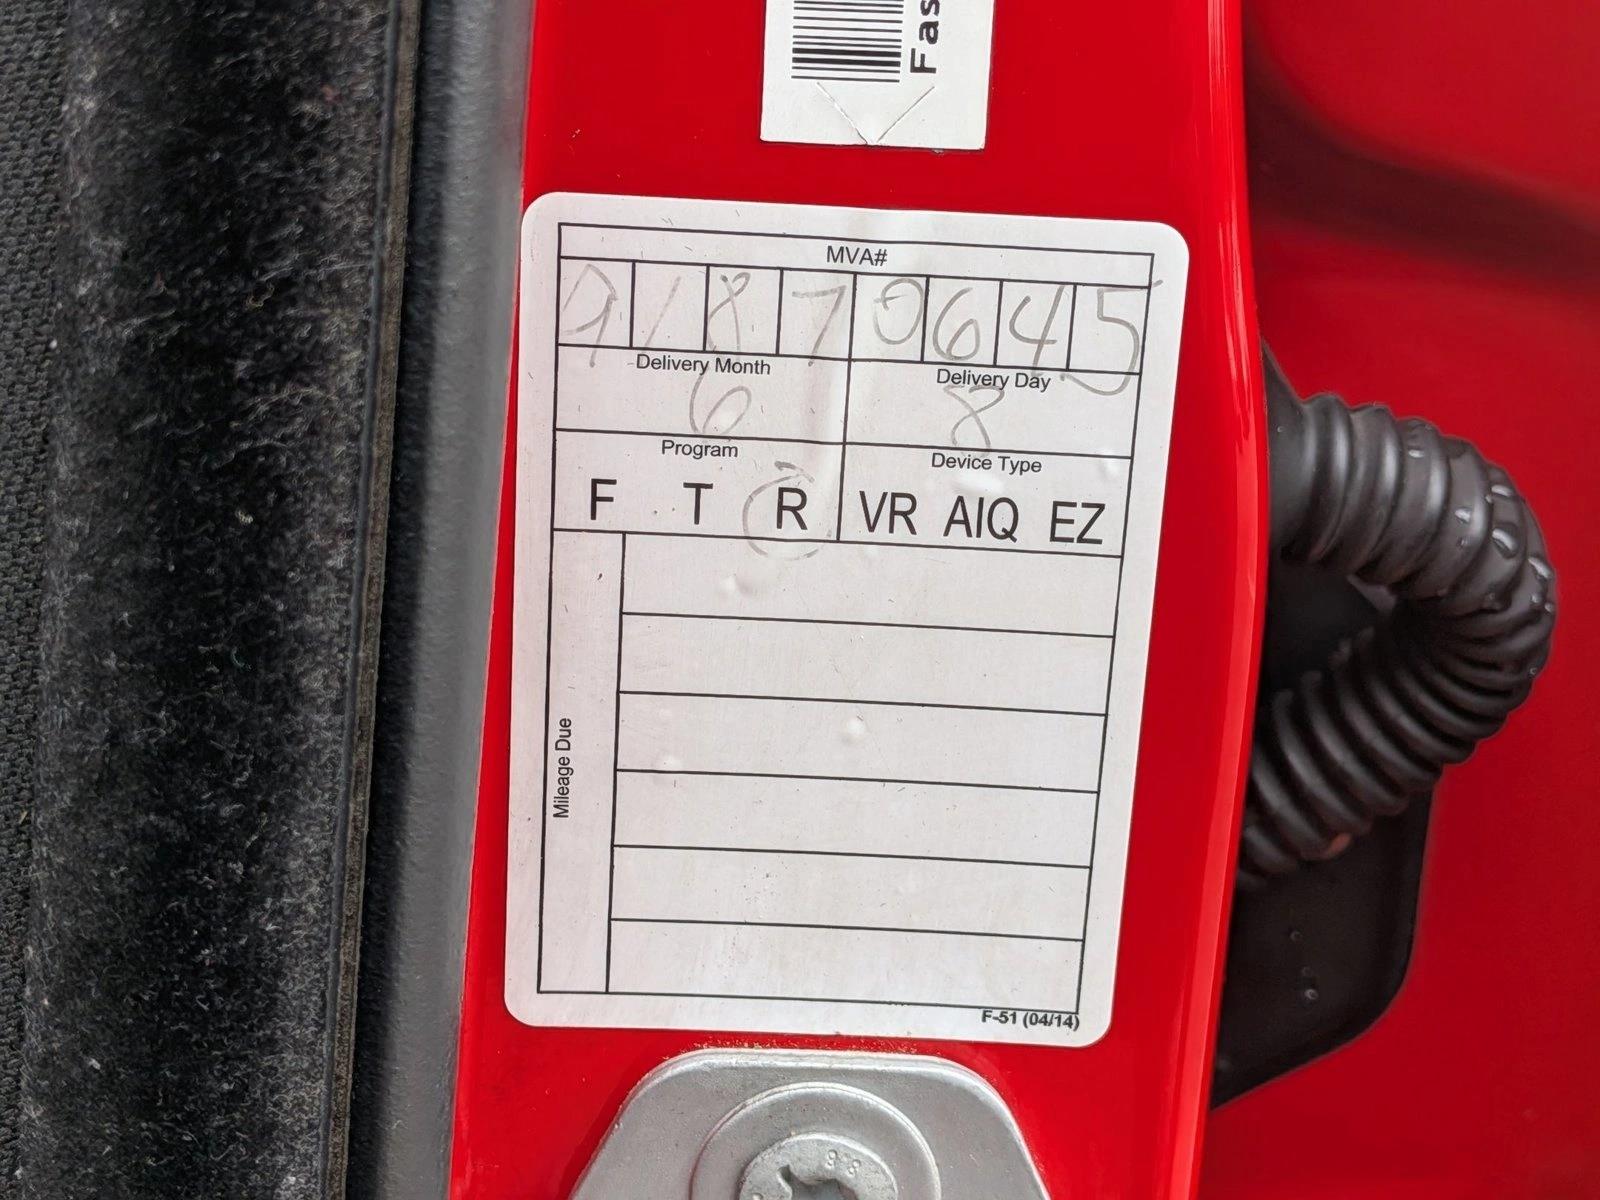 Fas
MVA#
9 1 8 7 0 6 4 5
Delivery Month Delivery Day
6 8
Program Device Type
F T R VR AIQ EZ
Mileage Due
F-51 (04/14)
88